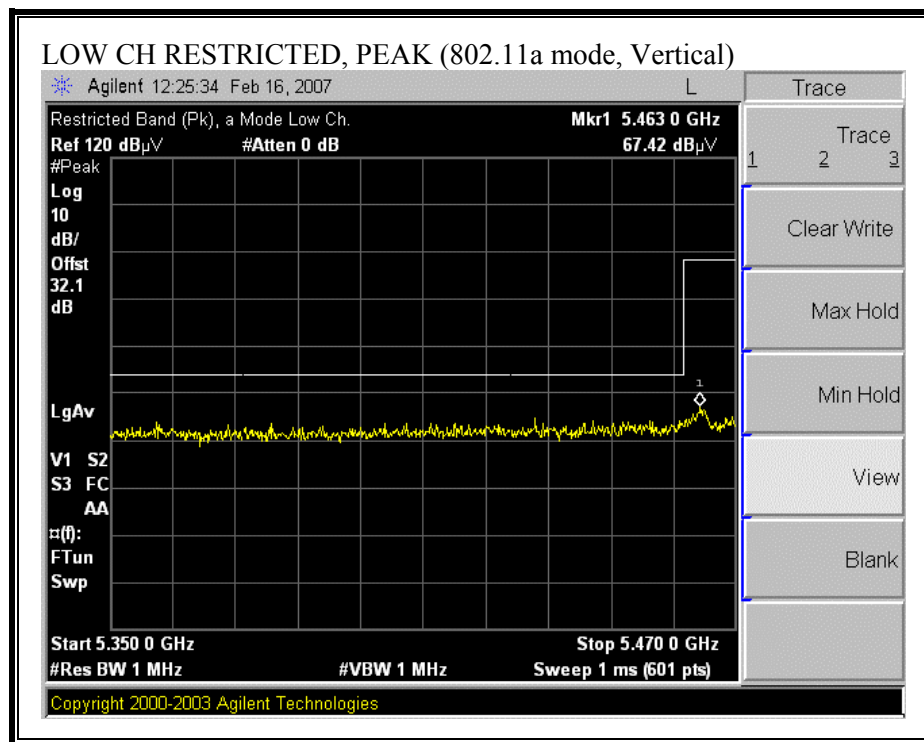 LOW CH RESTRICTED, PEAK (802.11a mode, Vertical)
Agilent 12:25:34 Feb 16, 2007 L
Restricted Band (Pk), a Mode Low Ch. Mkr1 5.463 0 GHz
Ref 120 dBµV #Atten 0 dB 67.42 dBµV
#Peak
Log
10
dB/
Offst
32.1
dB
1
LgAv
V1 S2
S3 FC
AA
¤(f):
FTun
Swp
Start 5.350 0 GHz Stop 5.470 0 GHz
#Res BW 1 MHz #VBW 1 MHz Sweep 1 ms (601 pts)
Copyright 2000-2003 Agilent Technologies
Trace
Trace
1 2 3
Clear Write
Max Hold
Min Hold
View
Blank